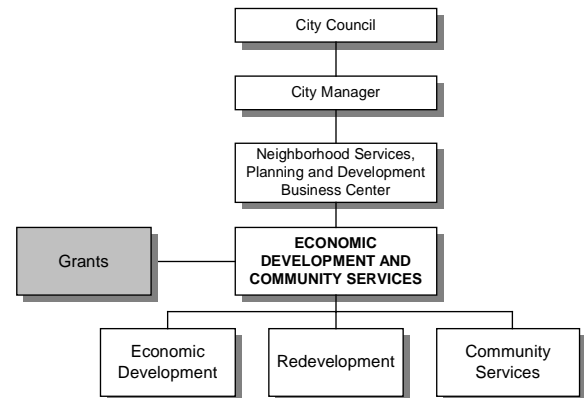 City Council
City Manager
Neighborhood Services,
Planning and Development
Business Center
Grants
ECONOMIC
DEVELOPMENT AND
COMMUNITY SERVICES
Economic
Development
Redevelopment
Community
Services